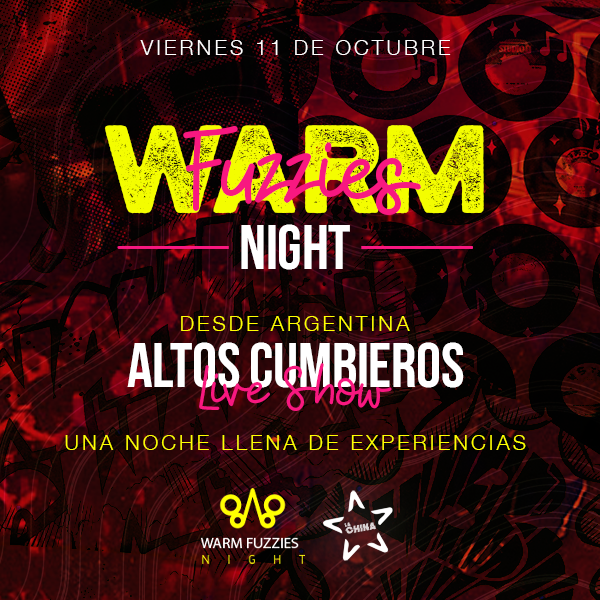 VIERNES 11 DE OCTUBRE
WARM
Fuzzies
NIGHT
DESDE ARGENTINA
ALTOS CUMBIEROS
Live Show
UNA NOCHE LLENA DE EXPERIENCIAS
WARM FUZZIES
NIGHT
LA CHINA